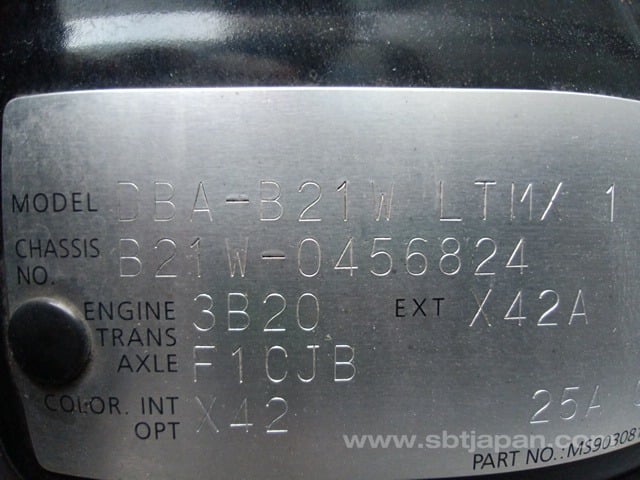 MODEL DBA-B21W LTMX 1
CHASSIS NO. B21W-0456824
ENGINE 3B20 EXT X42A
TRANS AXLE F1CJB
COLOR. INT X42
OPT 25A
www.sbtjapan.co
PART NO.: MS903081